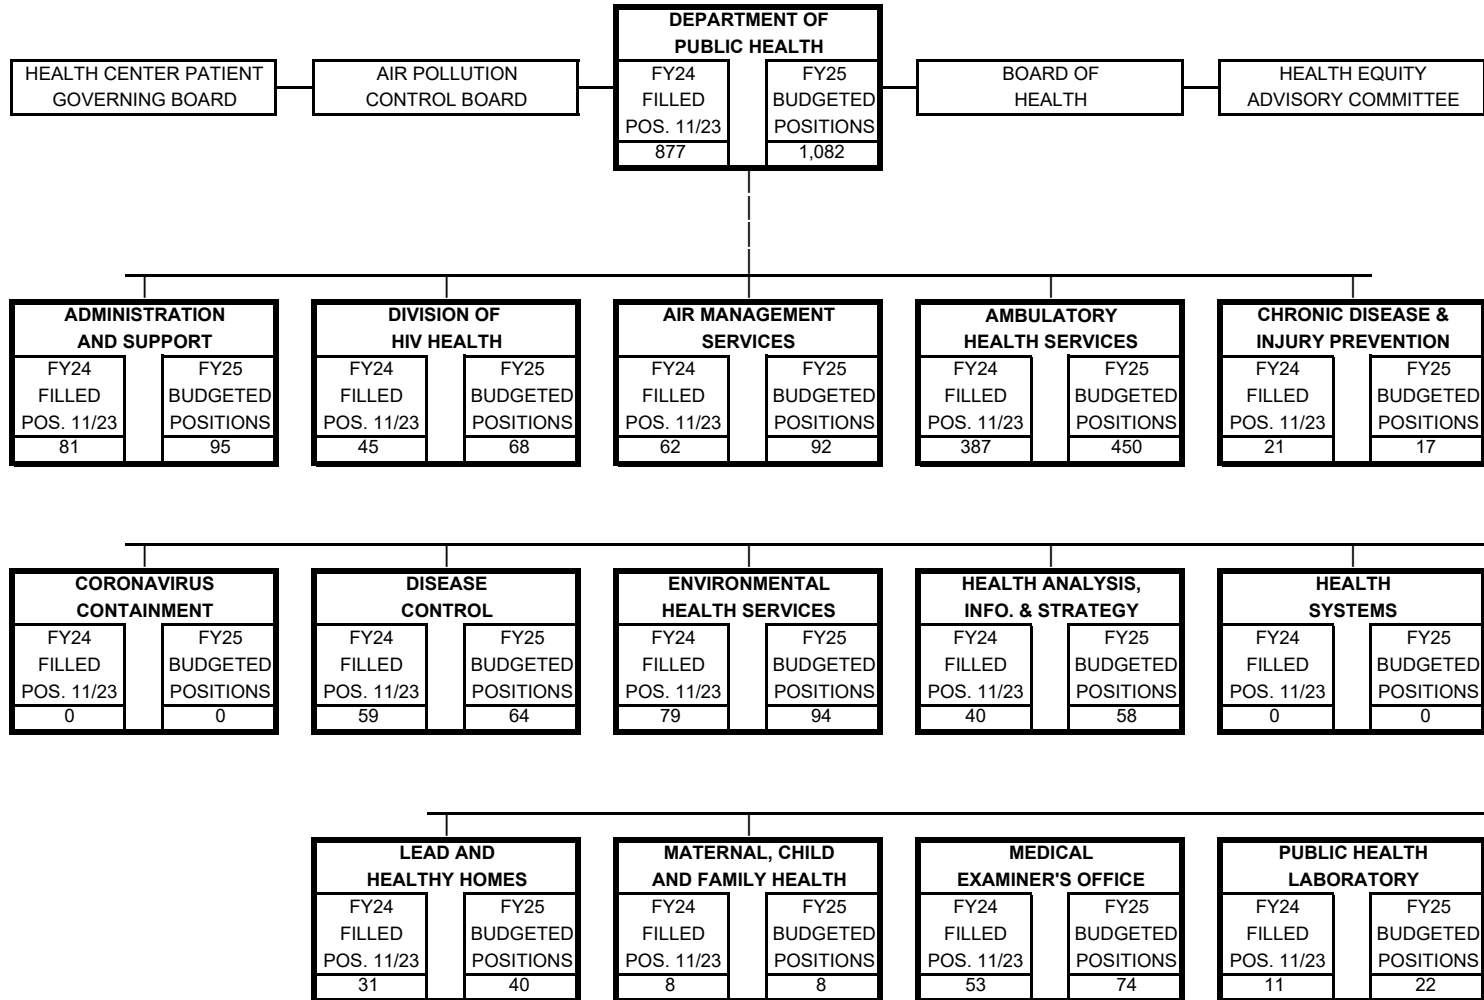 DEPARTMENT OF
PUBLIC HEALTH
HEALTH CENTER PATIENT
GOVERNING BOARD
AIR POLLUTION
CONTROL BOARD
FY24
FILLED
POS. 11/23
877
FY25
BUDGETED
POSITIONS
1,082
BOARD OF
HEALTH
HEALTH EQUITY
ADVISORY COMMITTEE
ADMINISTRATION
AND SUPPORT
FY24
FILLED
POS. 11/23
81
FY25
BUDGETED
POSITIONS
95
DIVISION OF
HIV HEALTH
FY24
FILLED
POS. 11/23
45
FY25
BUDGETED
POSITIONS
68
AIR MANAGEMENT
SERVICES
FY24
FILLED
POS. 11/23
62
FY25
BUDGETED
POSITIONS
92
AMBULATORY
HEALTH SERVICES
FY24
FILLED
POS. 11/23
387
FY25
BUDGETED
POSITIONS
450
CHRONIC DISEASE &
INJURY PREVENTION
FY24
FILLED
POS. 11/23
21
FY25
BUDGETED
POSITIONS
17
CORONAVIRUS
CONTAINMENT
FY24
FILLED
POS. 11/23
0
FY25
BUDGETED
POSITIONS
0
DISEASE
CONTROL
FY24
FILLED
POS. 11/23
59
FY25
BUDGETED
POSITIONS
64
ENVIRONMENTAL
HEALTH SERVICES
FY24
FILLED
POS. 11/23
79
FY25
BUDGETED
POSITIONS
94
HEALTH ANALYSIS,
INFO. & STRATEGY
FY24
FILLED
POS. 11/23
40
FY25
BUDGETED
POSITIONS
58
HEALTH
SYSTEMS
FY24
FILLED
POS. 11/23
0
FY25
BUDGETED
POSITIONS
0
LEAD AND
HEALTHY HOMES
FY24
FILLED
POS. 11/23
31
FY25
BUDGETED
POSITIONS
40
MATERNAL, CHILD
AND FAMILY HEALTH
FY24
FILLED
POS. 11/23
8
FY25
BUDGETED
POSITIONS
8
MEDICAL
EXAMINER'S OFFICE
FY24
FILLED
POS. 11/23
53
FY25
BUDGETED
POSITIONS
74
PUBLIC HEALTH
LABORATORY
FY24
FILLED
POS. 11/23
11
FY25
BUDGETED
POSITIONS
22